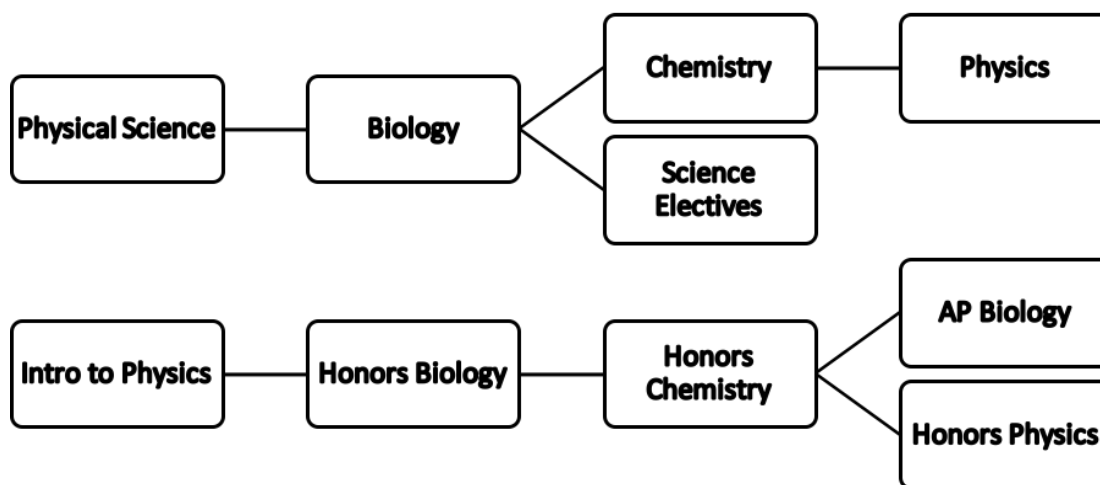 Physical Science
Biology
Chemistry
Physics
Science
Electives
Intro to Physics
Honors Biology
Honors
Chemistry
AP Biology
Honors Physics